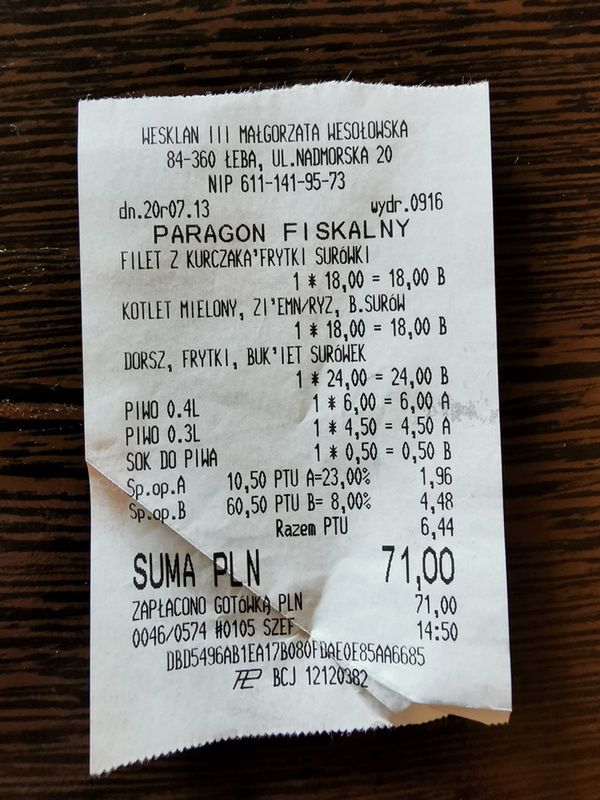 WESKLAN III MAŁGORZATA WESOŁOWSKA
84-360 ŁEBA, UL.NADMORSKA 20
NIP 611-141-95-73
dn.20r07.13 wydr.0916
PARAGON FISKALNY
FILET Z KURCZAKA'FRYTKI SURÓWKI
1 * 18,00 = 18,00 B
KOTLET MIELONY, ZI'EMN/RYZ, B.SURÓW
1 * 18,00 = 18,00 B
DORSZ, FRYTKI, BUK'IET SURÓWEK
1 * 24,00 = 24,00 B
PIWO 0.4L 1 * 6,00 = 6,00 A
PIWO 0.3L 1 * 4,50 = 4,50 A
SOK DO PIWA 1 * 0,50 = 0,50 B
Sp.op.A 10,50 PTU A=23,00% 1,96
Sp.op.B 60,50 PTU B= 8,00% 4,48
Razem PTU 6,44
SUMA PLN 71,00
ZAPŁACONO GOTÓWKĄ PLN 71,00
0046/0574 #0105 SZEF 14:50
DBD5496AB1EA17B080FDAE0E85AA6685
BCJ 12120382